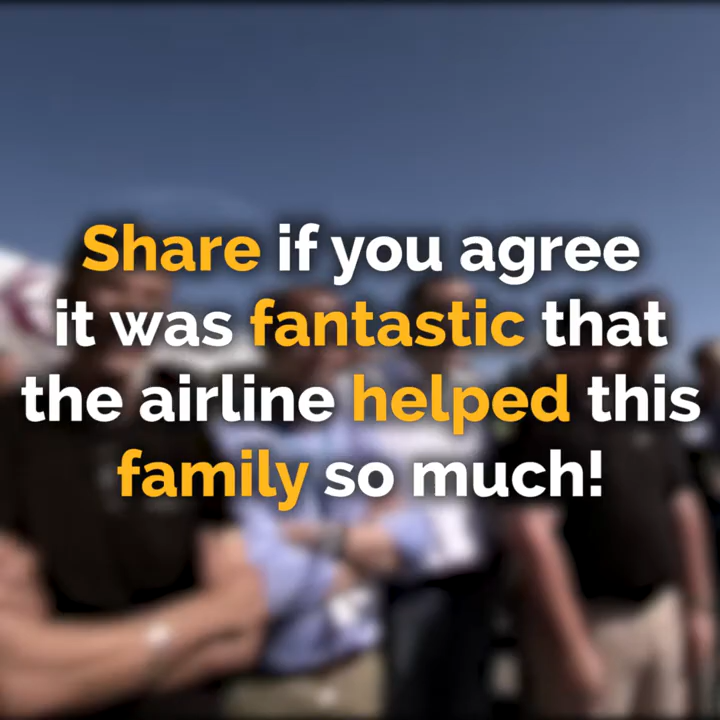 Share if you agree
it was fantastic that
the airline helped this
family so much!